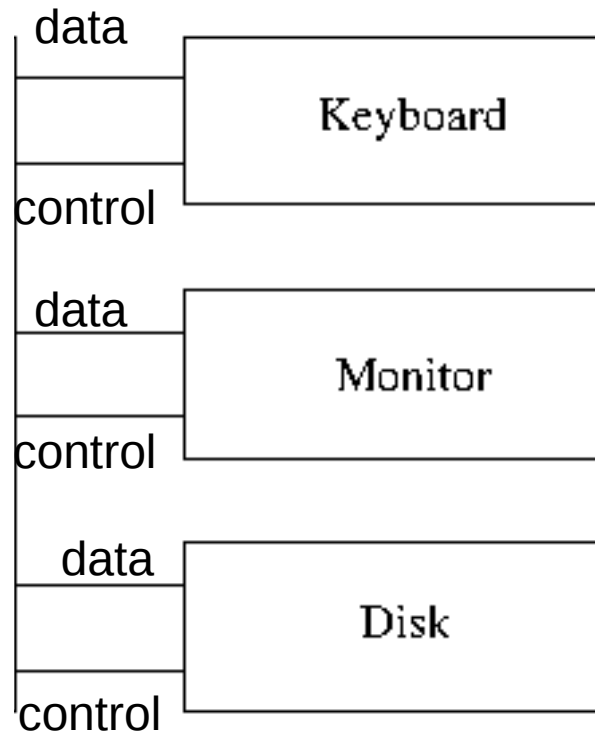 data
Keyboard
control
data
Monitor
control
data
Disk
control